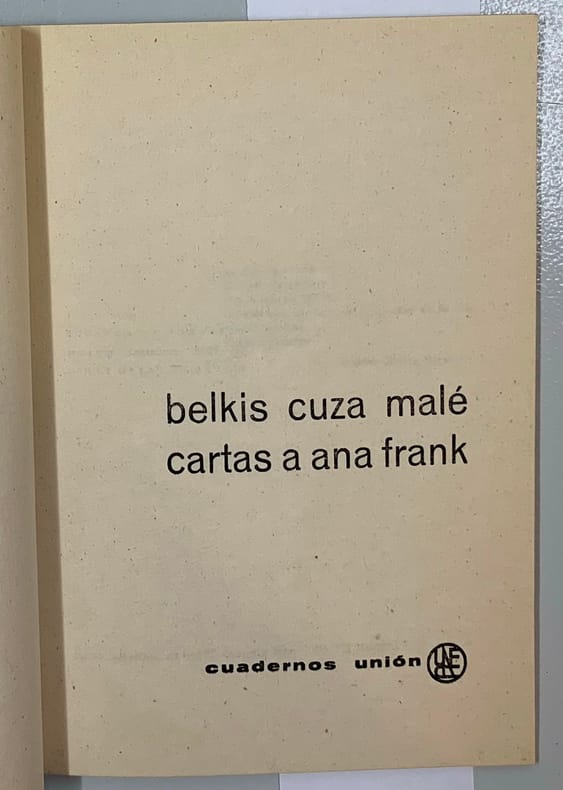 belkis cuza malé
cartas a ana frank
cuadernos unión